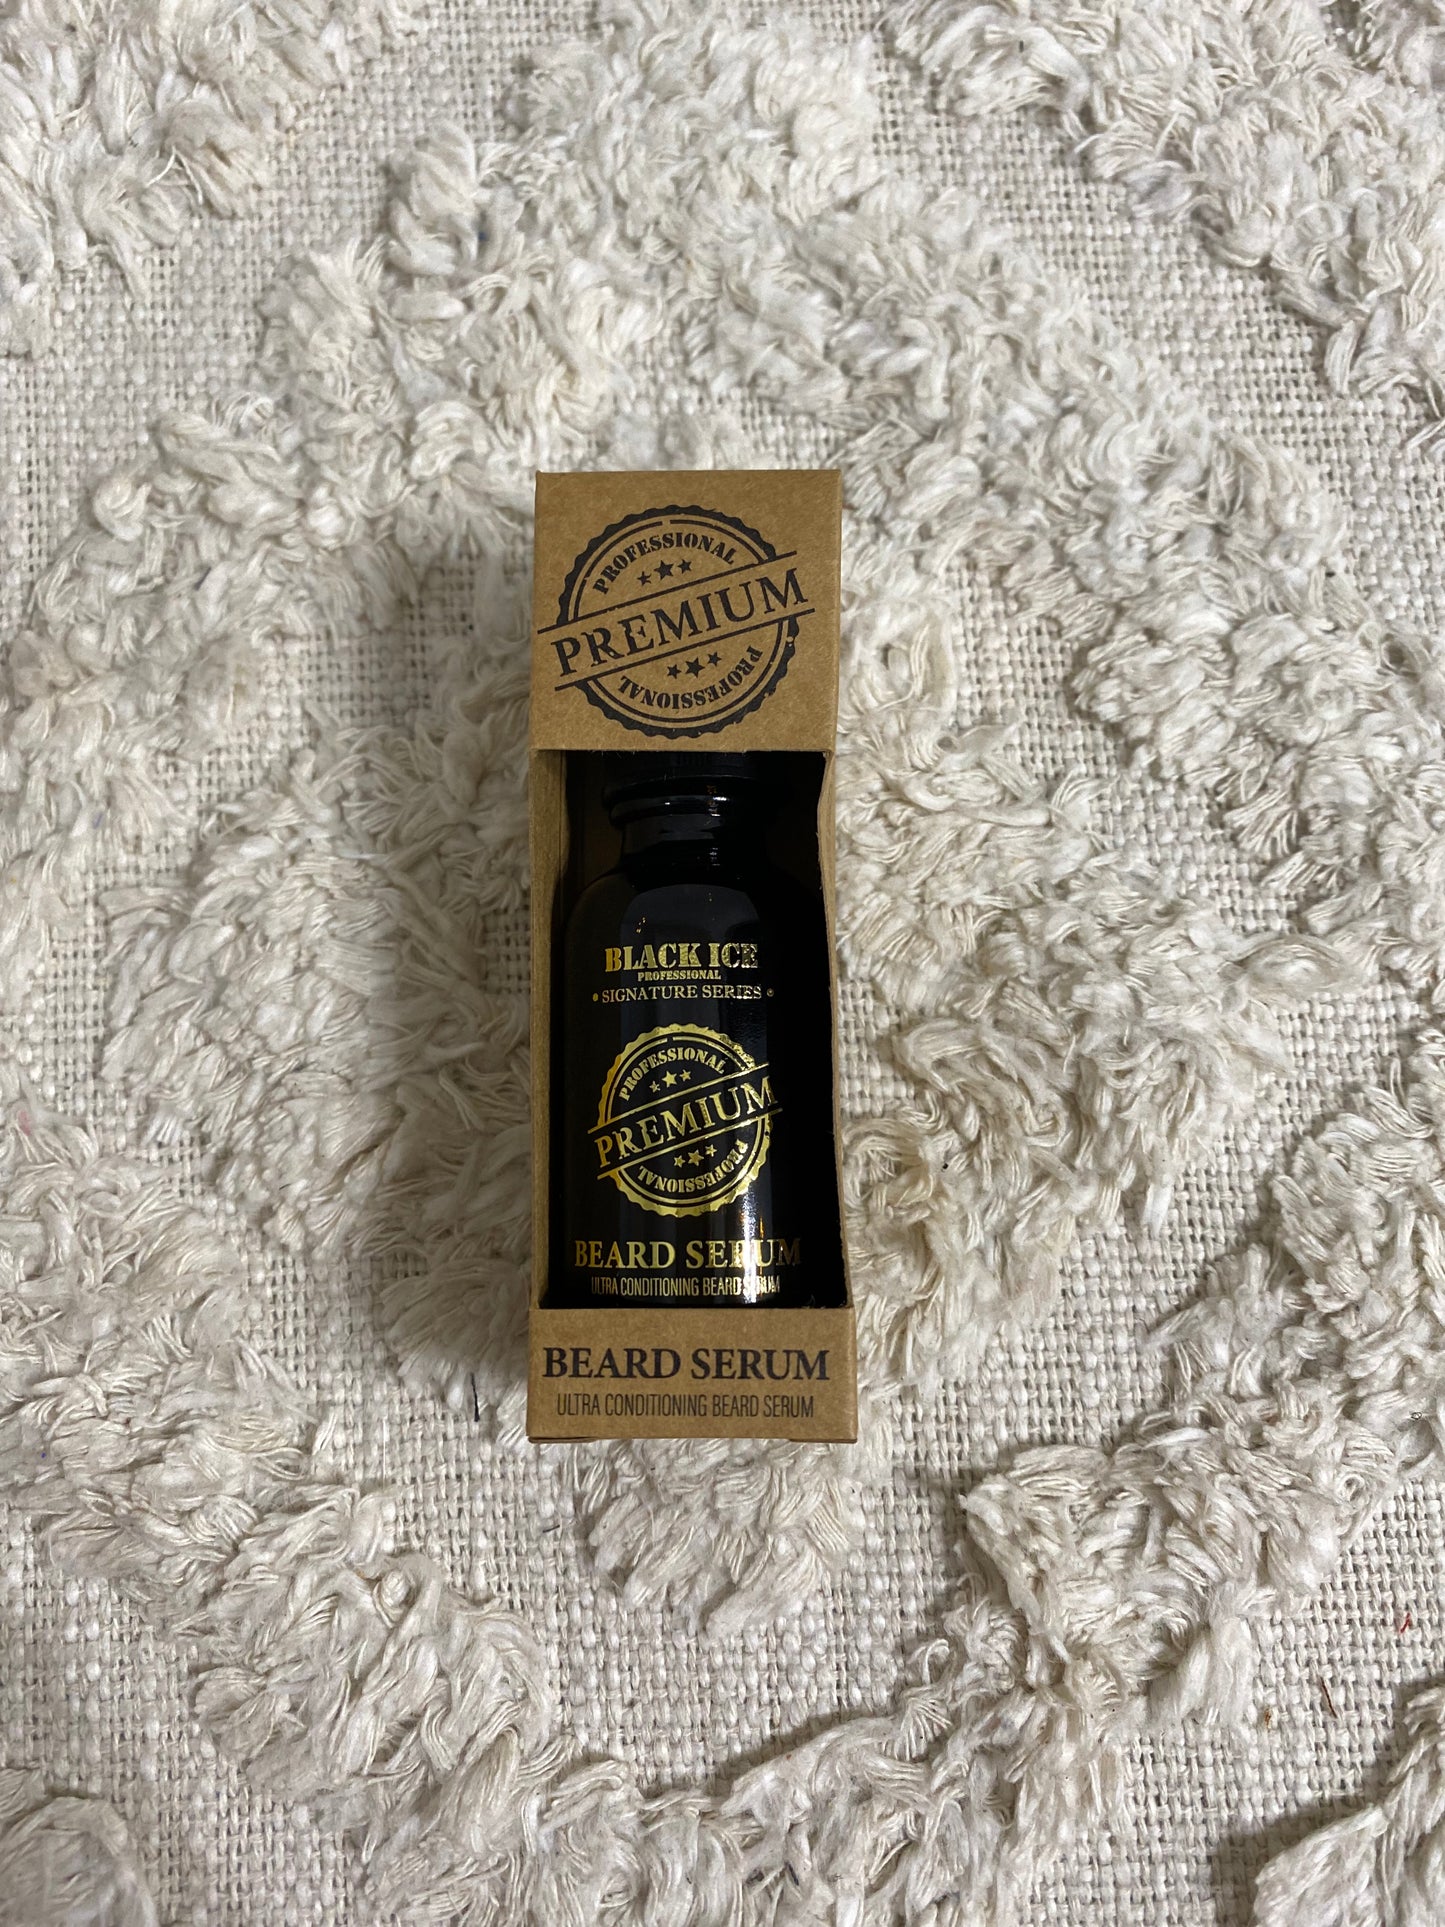 PROFESSIONAL
PREMIUM
PROFESSIONAL
BLACK ICE
PROFESSIONAL
• SIGNATURE SERIES •
PROFESSIONAL
PREMIUM
PROFESSIONAL
BEARD SERUM
ULTRA CONDITIONING BEARD SERUM
BEARD SERUM
ULTRA CONDITIONING BEARD SERUM